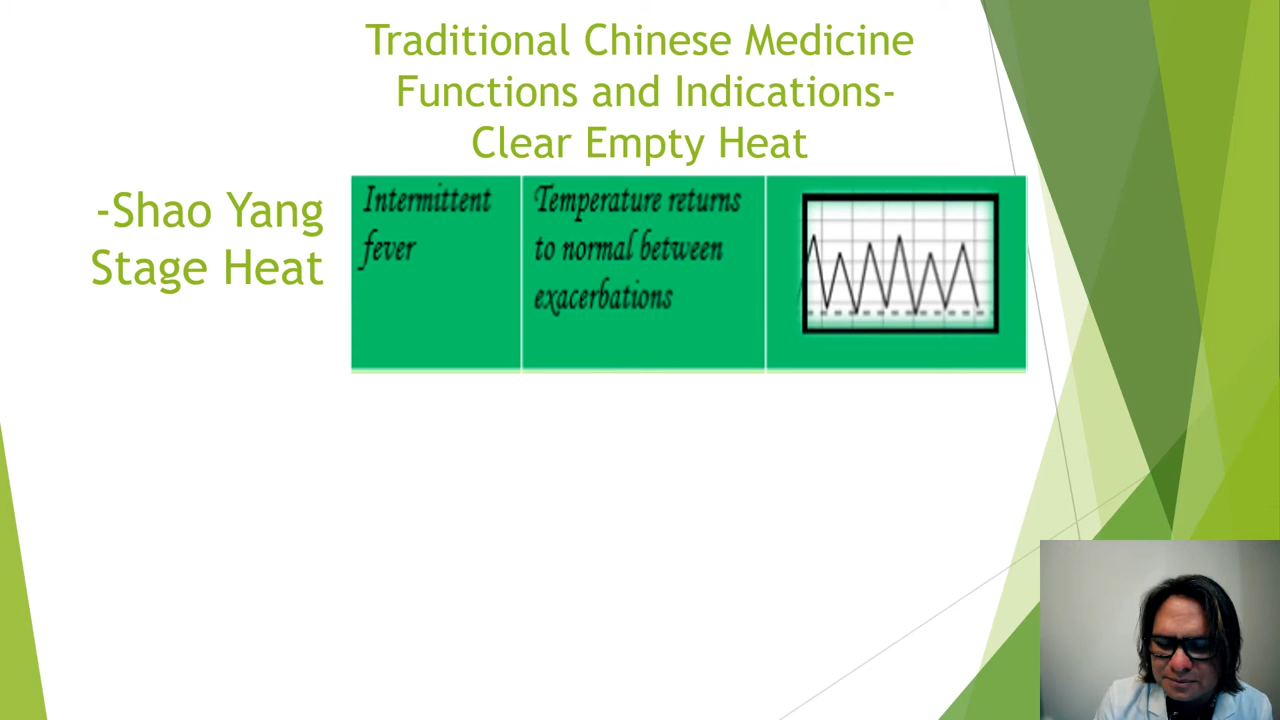 Traditional Chinese Medicine
Functions and Indications-
Clear Empty Heat
-Shao Yang
Stage Heat
Intermittent
fever
Temperature returns
to normal between
exacerbations